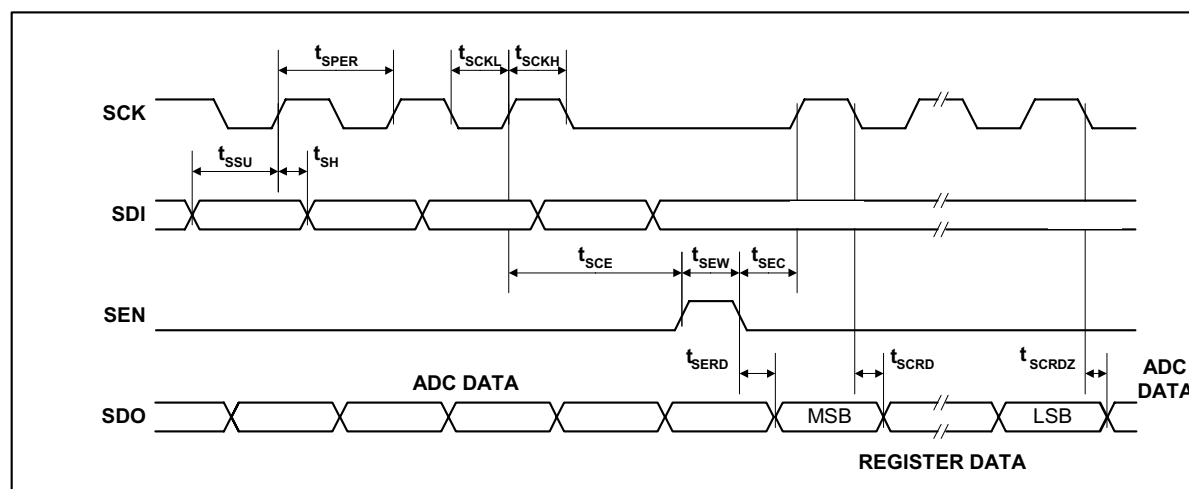 tSPER
tSCKL
tSCKH
SCK
tSSU
tSH
SDI
tSCE
tSEW
tSEC
SEN
tSERD
tSCRD
tSCRDZ
ADC DATA
ADC
DATA
SDO
MSB
LSB
REGISTER DATA